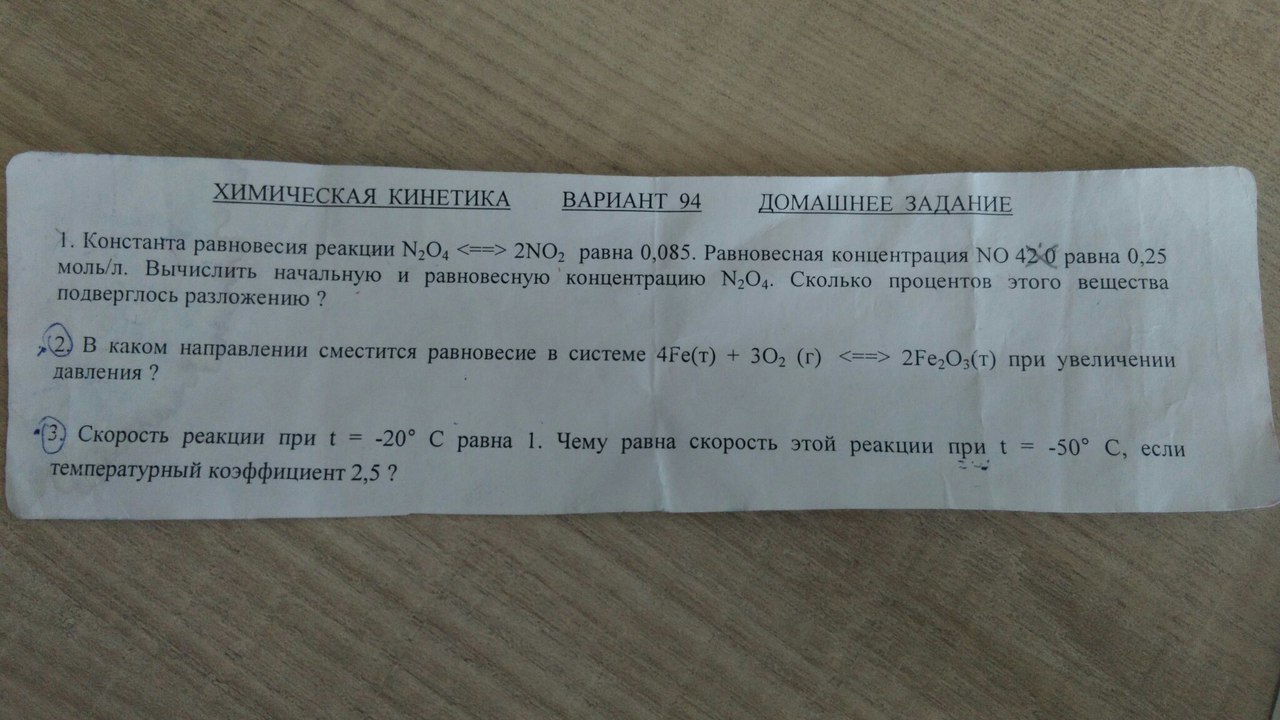 ХИМИЧЕСКАЯ КИНЕТИКА ВАРИАНТ 94 ДОМАШНЕЕ ЗАДАНИЕ
1. Константа равновесия реакции N₂O₄ <==> 2NO₂ равна 0,085. Равновесная концентрация NO 42 0 равна 0,25
моль/л. Вычислить начальную и равновесную концентрацию N₂O₄. Сколько процентов этого вещества
подверглось разложению ?
2. В каком направлении сместится равновесие в системе 4Fe(т) + 3O₂ (г) <==> 2Fe₂O₃(т) при увеличении
давления ?
3. Скорость реакции при t = -20° С равна 1. Чему равна скорость этой реакции при t = -50° С, если
температурный коэффициент 2,5 ?